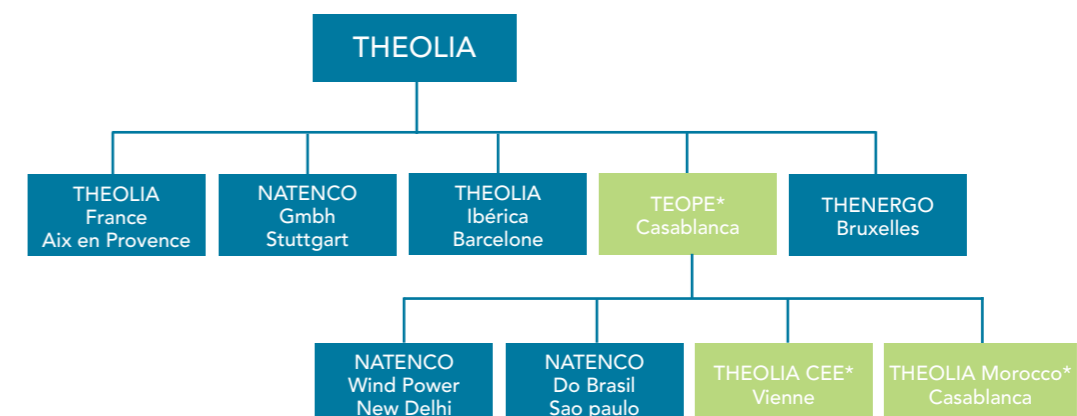 THEOLIA
THEOLIA
France
Aix en Provence
NATENCO
Gmbh
Stuttgart
THEOLIA
Ibérica
Barcelone
TEOPE*
Casablanca
THENERGO
Bruxelles
NATENCO
Wind Power
New Delhi
NATENCO
Do Brasil
Sao paulo
THEOLIA CEE*
Vienne
THEOLIA Morocco*
Casablanca